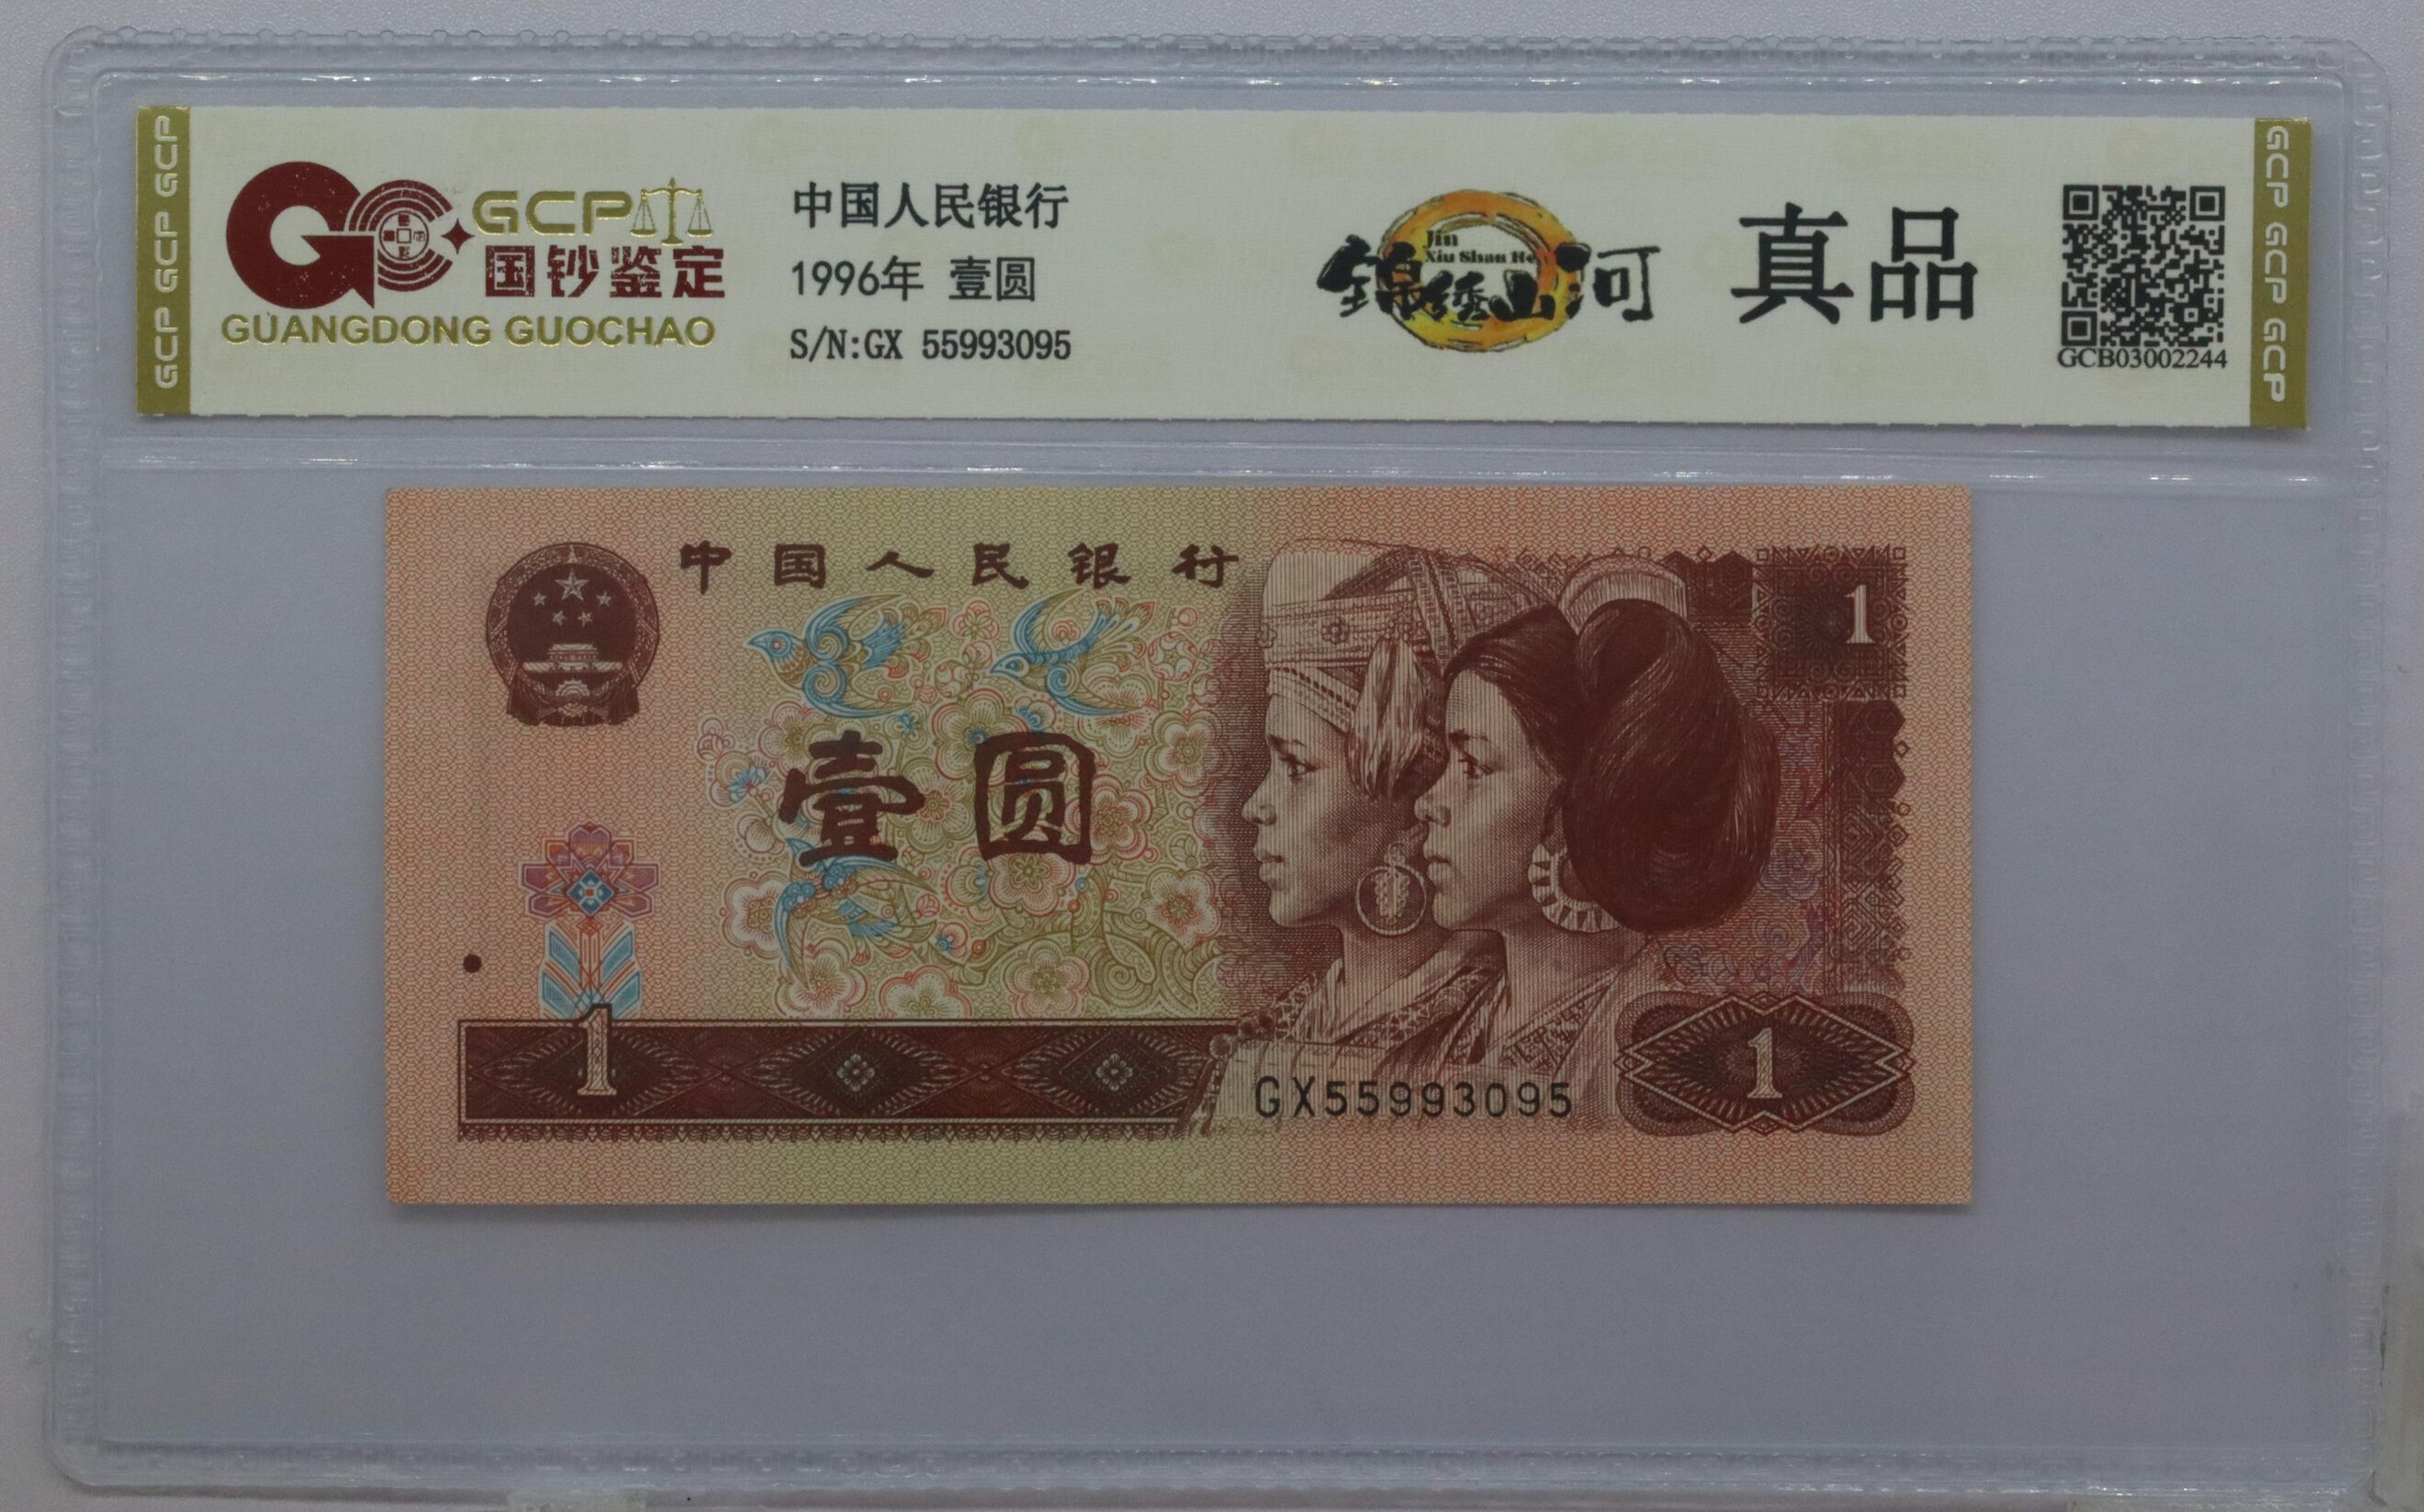 GCP GCP GCP
GCP
国钞鉴定
GUANGDONG GUOCHAO
中国人民银行
1996年 壹圆
S/N:GX 55993095
Jin
Xiu Shan He
锦绣山河
真品
GCB03002244
GCP GCP GCP
中国人民银行
1
壹圆
1
GX55993095
1